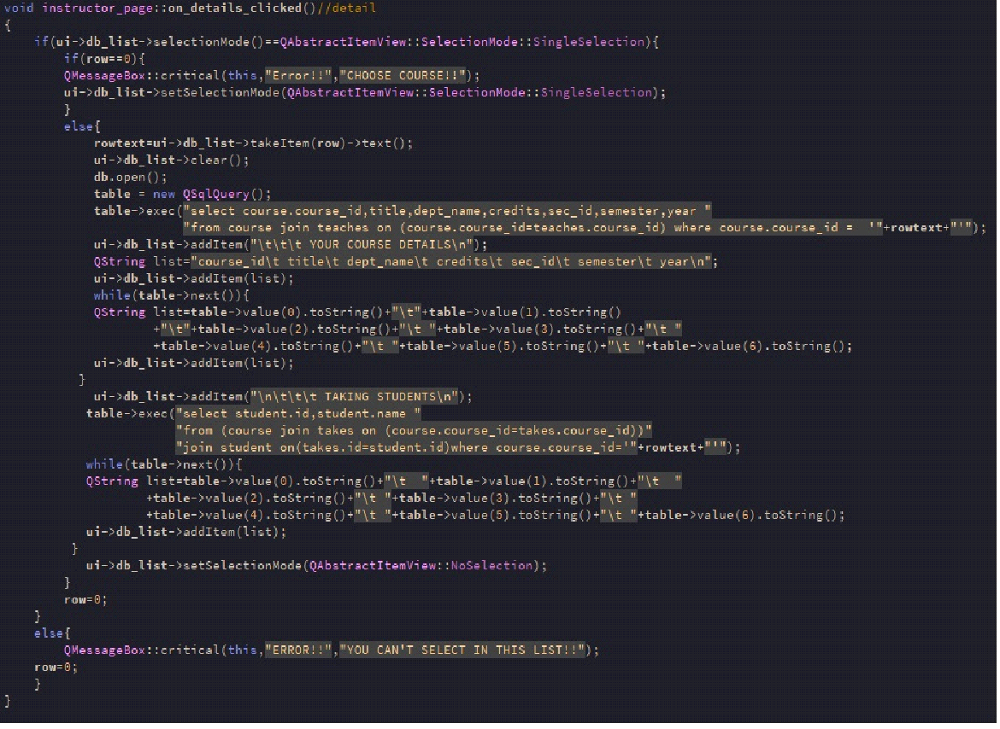 void instructor_page::on_details_clicked()//detail
{
    if(ui->db_list->selectionMode()==QAbstractItemView::SelectionMode::SingleSelection){
        if(row==0){
        QMessageBox::critical(this,"Error!!","CHOOSE COURSE!!");
        ui->db_list->setSelectionMode(QAbstractItemView::SelectionMode::SingleSelection);
        }
        else{
            rowtext=ui->db_list->takeItem(row)->text();
            ui->db_list->clear();
            db.open();
            table = new QSqlQuery();
            table->exec("select course.course_id,title,dept_name,credits,sec_id,semester,year "
                        "from course join teaches on (course.course_id=teaches.course_id) where course.course_id =  '"+rowtext+"'");
            ui->db_list->addItem("\t\t\t YOUR COURSE DETAILS\n");
            QString list="course_id\t title\t dept_name\t credits\t sec_id\t semester\t year\n";
            ui->db_list->addItem(list);
            while(table->next()){
            QString list=table->value(0).toString()+"\t"+table->value(1).toString()
                    +"\t"+table->value(2).toString()+"\t "+table->value(3).toString()+"\t "
                    +table->value(4).toString()+"\t "+table->value(5).toString()+"\t "+table->value(6).toString();
            ui->db_list->addItem(list);
          }
            ui->db_list->addItem("\n\t\t\t TAKING STUDENTS\n");
           table->exec("select student.id,student.name "
                       "from (course join takes on (course.course_id=takes.course_id))"
                       "join student on(takes.id=student.id)where course.course_id='"+rowtext+"'");
           while(table->next()){
           QString list=table->value(0).toString()+"\t  "+table->value(1).toString()+"\t  "
                   +table->value(2).toString()+"\t "+table->value(3).toString()+"\t "
                   +table->value(4).toString()+"\t "+table->value(5).toString()+"\t "+table->value(6).toString();
           ui->db_list->addItem(list);
         }
           ui->db_list->setSelectionMode(QAbstractItemView::NoSelection);
        }
        row=0;
    }
    else{
        QMessageBox::critical(this,"ERROR!!","YOU CAN'T SELECT IN THIS LIST!!");
    row=0;
    }
}